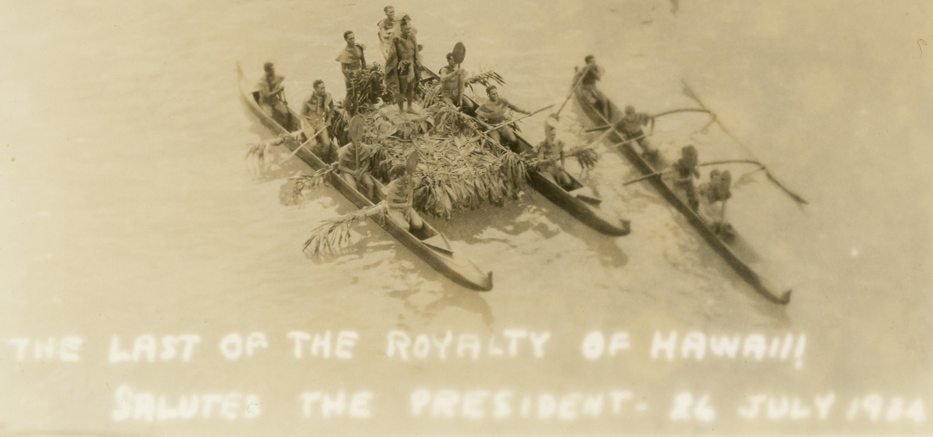 THE LAST OF THE ROYALTY OF HAWAII!
SALUTES THE PRESIDENT- 26 JULY 1934